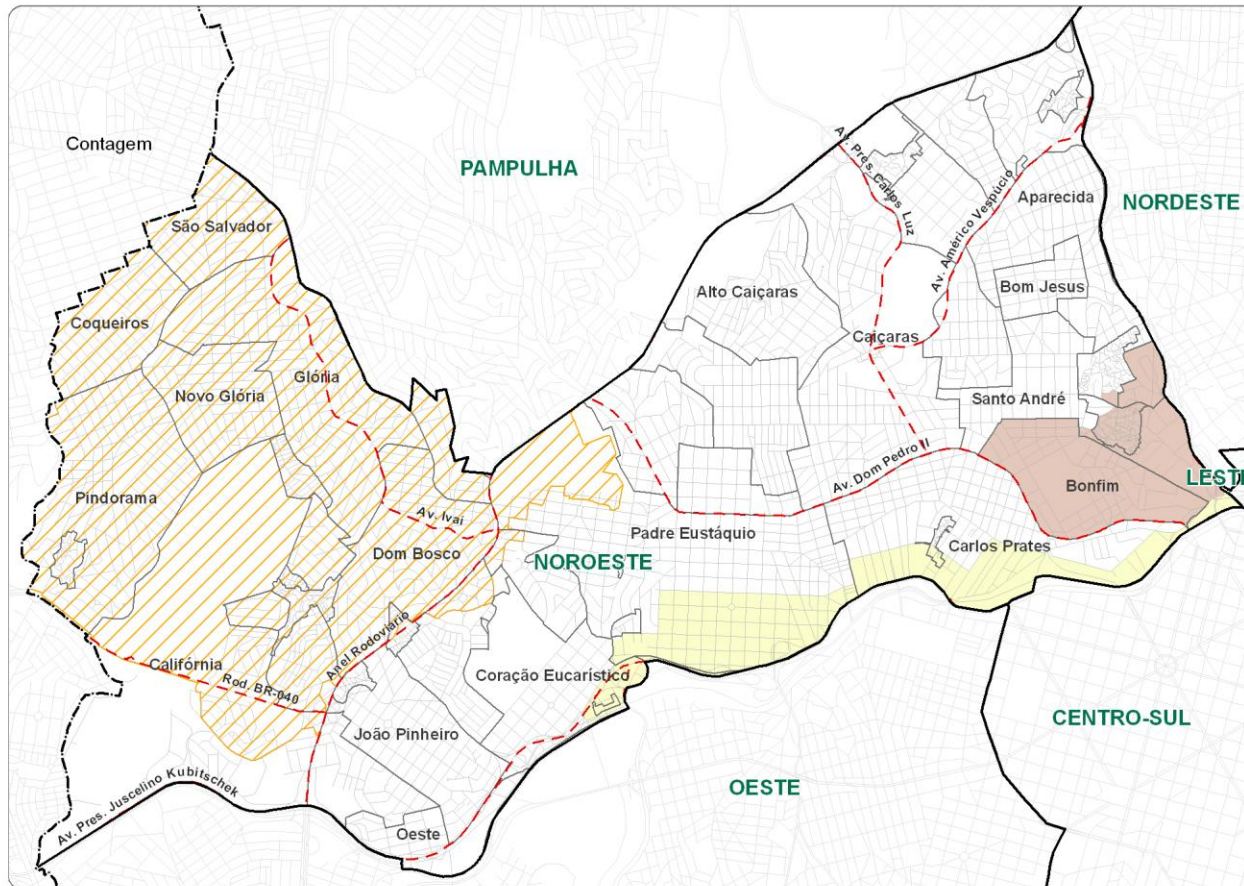 Contagem
PAMPULHA
Av. Pres. Carlos Luz
Av. Américo Vespúcio
Aparecida
NORDESTE
São Salvador
Bom Jesus
Alto Caiçaras
Coqueiros
Caiçaras
Glória
Novo Glória
Santo André
Av. Dom Pedro II
Bonfim
LESTE
Pindorama
Av. Ivaí
Padre Eustáquio
Carlos Prates
Dom Bosco
NOROESTE
Anel Rodoviário
Califórnia
Coração Eucarístico
Rod. BR-040
CENTRO-SUL
João Pinheiro
OESTE
Av. Pres. Juscelino Kubitschek
Oeste